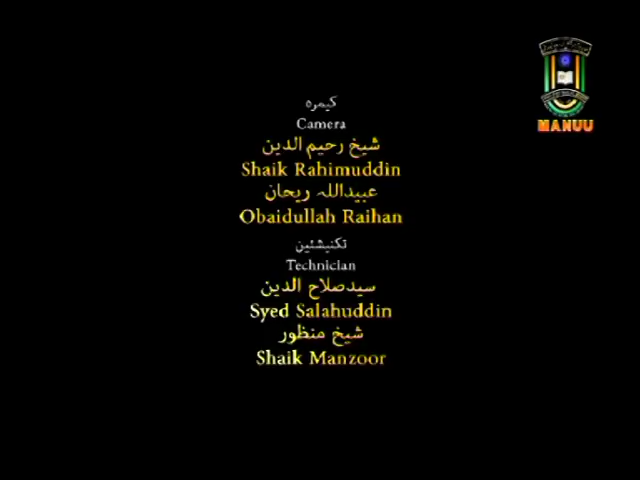 کیمرہ
Camera
شیخ رحیم الدین
Shaik Rahimuddin
عبیداللہ ریحان
Obaidullah Raihan
تکنیشئین
Technician
سیدصلاح الدین
Syed Salahuddin
شیخ منظور
Shaik Manzoor
MANUU